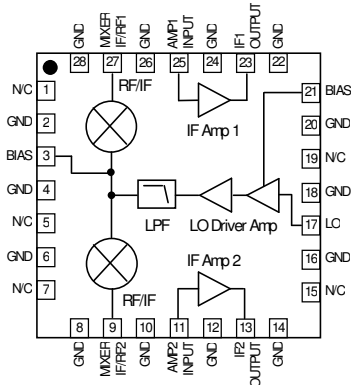 GND
MIXER
IF/RF1
GND
AMP1
INPUT
GND
IF1
OUTPUT
GND
28
27
26
25
24
23
22
N/C
1
GND
2
BIAS
3
GND
4
N/C
5
GND
6
N/C
7
21
BIAS
20
GND
19
N/C
18
GND
17
LO
16
GND
15
N/C
RF/IF
IF Amp 1
LPF
LO Driver Amp
IF Amp 2
RF/IF
8
9
10
11
12
13
14
GND
MIXER
IF/RF2
GND
AMP2
INPUT
GND
IF2
OUTPUT
GND